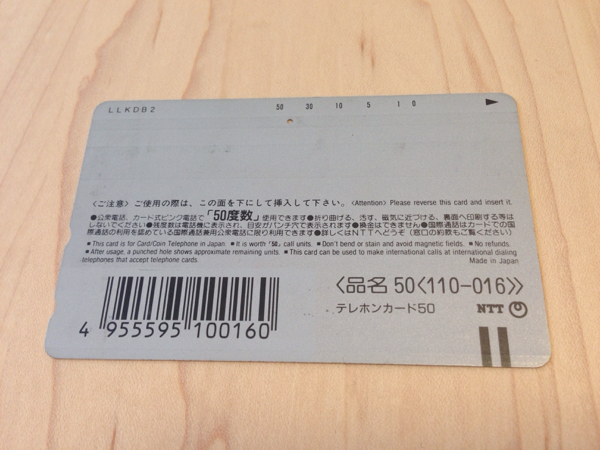 LLKDB2 50 30 10 5 1 0
〈ご注意〉ご使用の際は、この面を下にして挿入して下さい。〈Attention〉Please reverse this card and insert it.
●公衆電話、カード式ピンク電話で「50度数」使用できます●折り曲げる、汚す、磁気に近づける、裏面へ印刷する等は
しないでください●残度数は電話機に表示され、目安がパンチ穴で表示されます●換金はできません●国際通話はカードでの国
際通話の利用を認めている国際通話兼用公衆電話に限り利用できます●詳しくはNTTへどうぞ(窓口の約款もご覧ください)
■This card is for Card/Coin Telephone in Japan. ■It is worth「50」call units. ■Don't bend or stain and avoid magnetic fields. ■No refunds.
■After usage, a punched hole shows approximate remaining units. ■This card can be used to make international calls at international dialing
telephones that accept telephone cards. Made in Japan
〈品名 50〈110-016〉
テレホンカード50 NTT
4 955595 100160